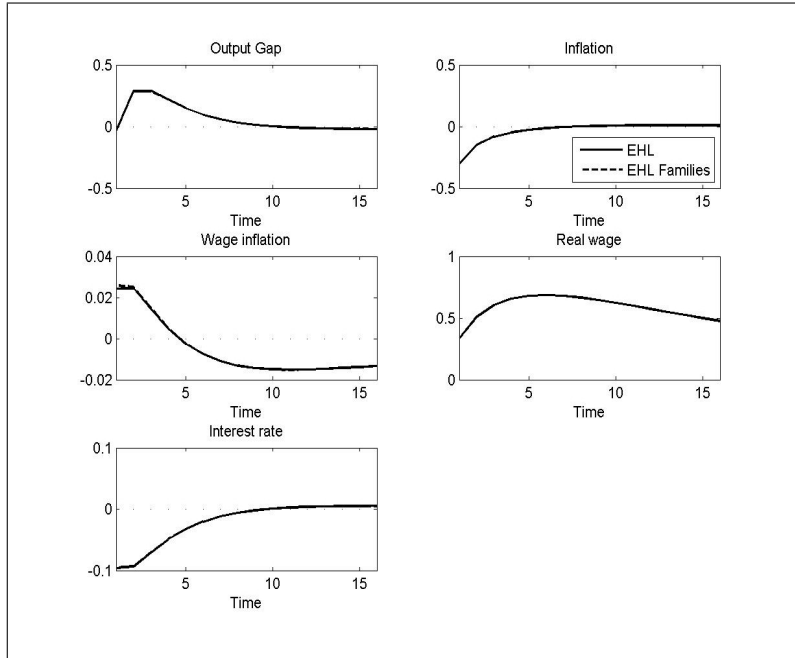 Output Gap
0.5
0
-0.5
5
10
15
Time
Inflation
0.5
0
-0.5
EHL
EHL Families
5
10
15
Time
Wage inflation
0.04
0.02
0
-0.02
5
10
15
Time
Real wage
1
0.5
0
5
10
15
Time
Interest rate
0.1
0
-0.1
5
10
15
Time